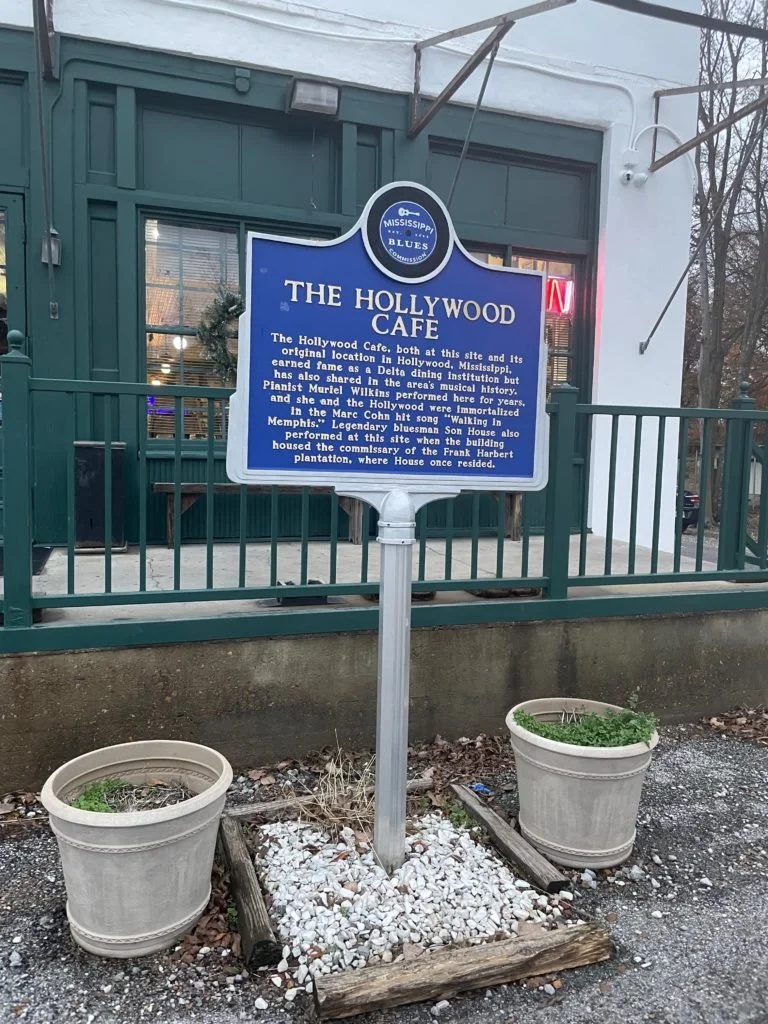 MISSISSIPPI
BLUES
COMMISSION
THE HOLLYWOOD
CAFE
The Hollywood Cafe, both at this site and its
original location in Hollywood, Mississippi,
earned fame as a Delta dining institution but
has also shared in the area's musical history.
Pianist Muriel Wilkins performed here for years,
and she and the Hollywood were immortalized
in the Marc Cohn hit song "Walking in
Memphis." Legendary bluesman Son House also
performed at this site when the building
housed the commissary of the Frank Harbert
plantation, where House once resided.
N